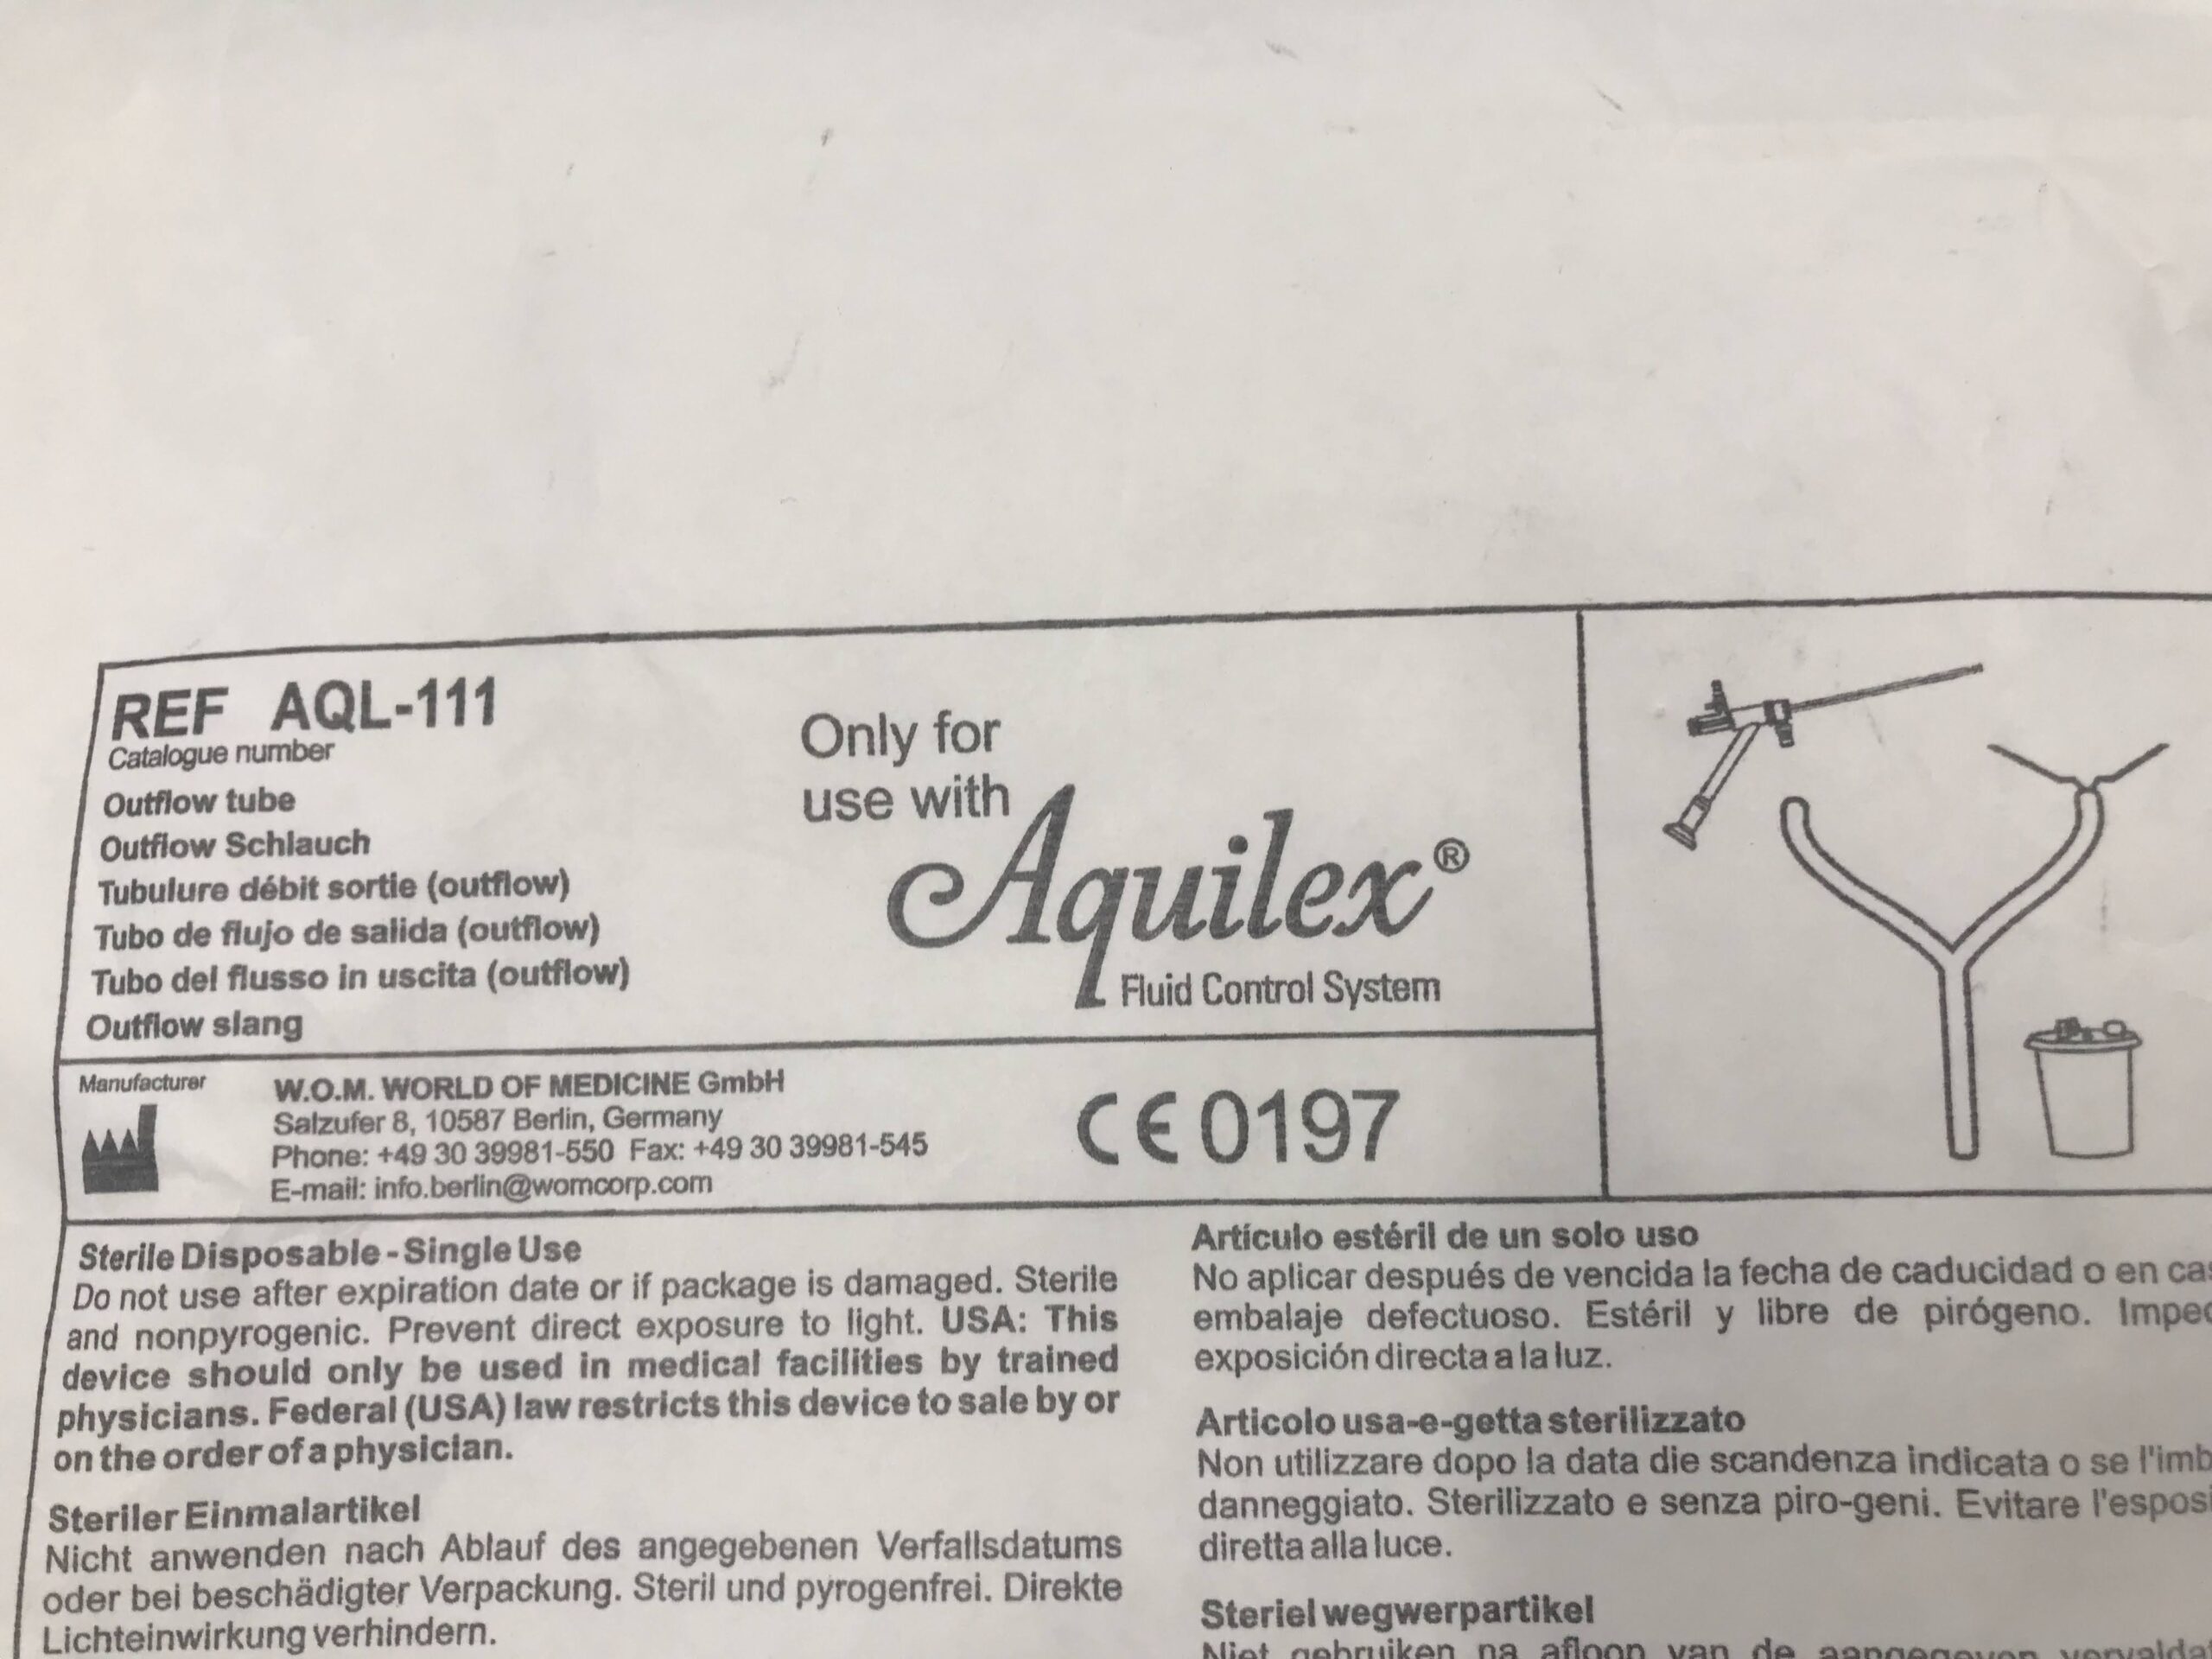 REF AQL-111
Catalogue number
Outflow tube
Outflow Schlauch
Tubulure débit sortie (outflow)
Tubo de flujo de salida (outflow)
Tubo del flusso in uscita (outflow)
Outflow slang
Only for
use with
Aquilex®
Fluid Control System
Manufacturer
W.O.M. WORLD OF MEDICINE GmbH
Salzufer 8, 10587 Berlin, Germany
Phone: +49 30 39981-550 Fax: +49 30 39981-545
E-mail: info.berlin@womcorp.com
CE 0197
Sterile Disposable - Single Use
Do not use after expiration date or if package is damaged. Sterile
and nonpyrogenic. Prevent direct exposure to light. USA: This
device should only be used in medical facilities by trained
physicians. Federal (USA) law restricts this device to sale by or
on the order of a physician.
Steriler Einmalartikel
Nicht anwenden nach Ablauf des angegebenen Verfallsdatums
oder bei beschädigter Verpackung. Steril und pyrogenfrei. Direkte
Lichteinwirkung verhindern.
Artículo estéril de un solo uso
No aplicar después de vencida la fecha de caducidad o en
embalaje defectuoso. Estéril y libre de pirógeno.
exposición directa a la luz.
Articolo usa-e-getta sterilizzato
Non utilizzare dopo la data die scandenza indicata o se
danneggiato. Sterilizzato e senza piro-geni. Evitare
diretta alla luce.
Steriel wegwerpartikel
Niet gebruiken na afloop van de aangegeven